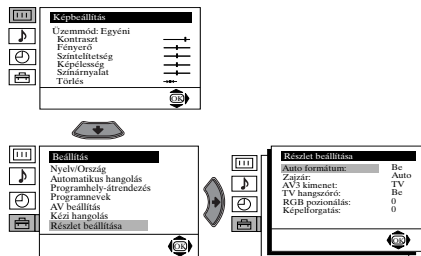 Képbeállítás
Üzemmód: Egyéni
Kontraszt
Fényerő
Színtelítetség
Képélesség
Színárnyalat
Törlés
OK
Beállítás
Nyelv/Ország
Automatikus hangolás
Programhely-átrendezés
Programnevek
AV beállítás
Kézi hangolás
Részlet beállítása
OK
Részlet beállítása
Auto formátum: Be
Zajzár: Auto
AV3 kimenet: TV
TV hangszóró: Be
RGB pozionálás: 0
Képelforgatás: 0
OK